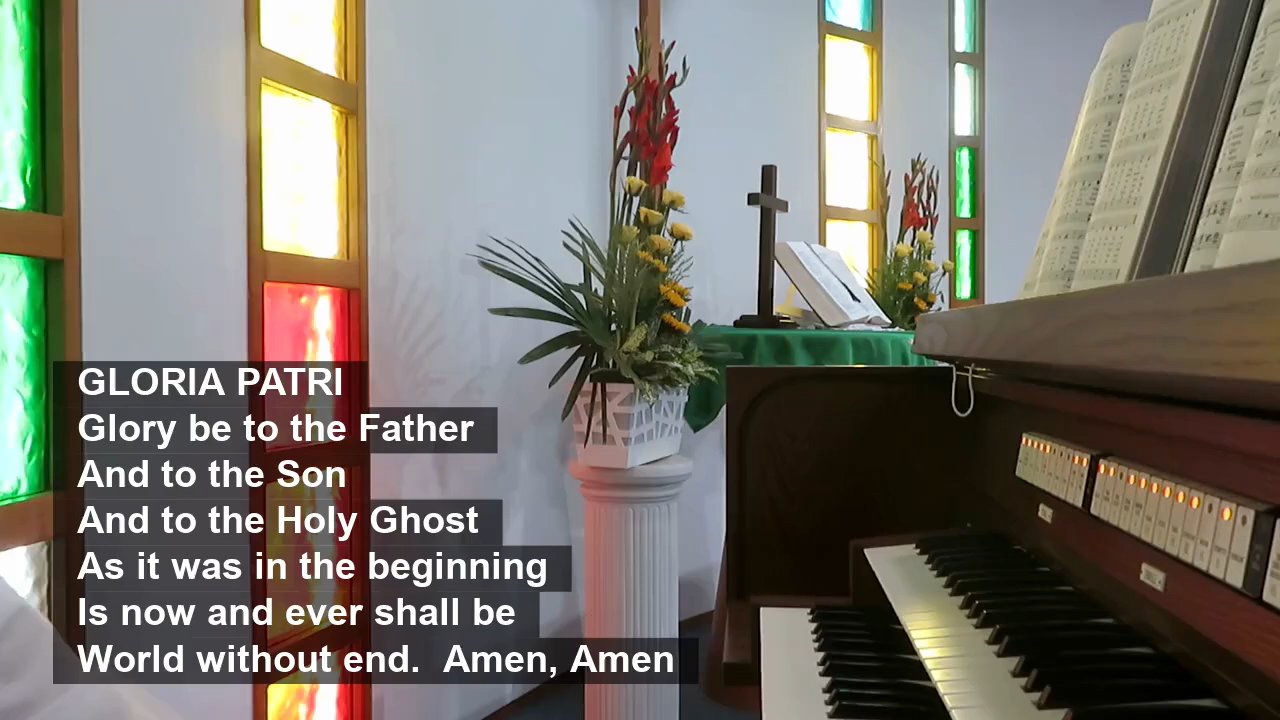 GLORIA PATRI
Glory be to the Father
And to the Son
And to the Holy Ghost
As it was in the beginning
Is now and ever shall be
World without end.  Amen, Amen